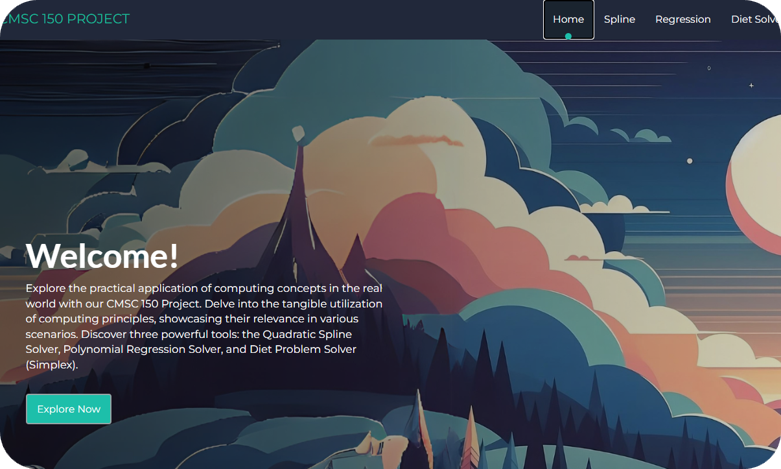 CMSC 150 PROJECT
Home Spline Regression Diet Solve
Welcome!
Explore the practical application of computing concepts in the real
world with our CMSC 150 Project. Delve into the tangible utilization
of computing principles, showcasing their relevance in various
scenarios. Discover three powerful tools: the Quadratic Spline
Solver, Polynomial Regression Solver, and Diet Problem Solver
(Simplex).
Explore Now